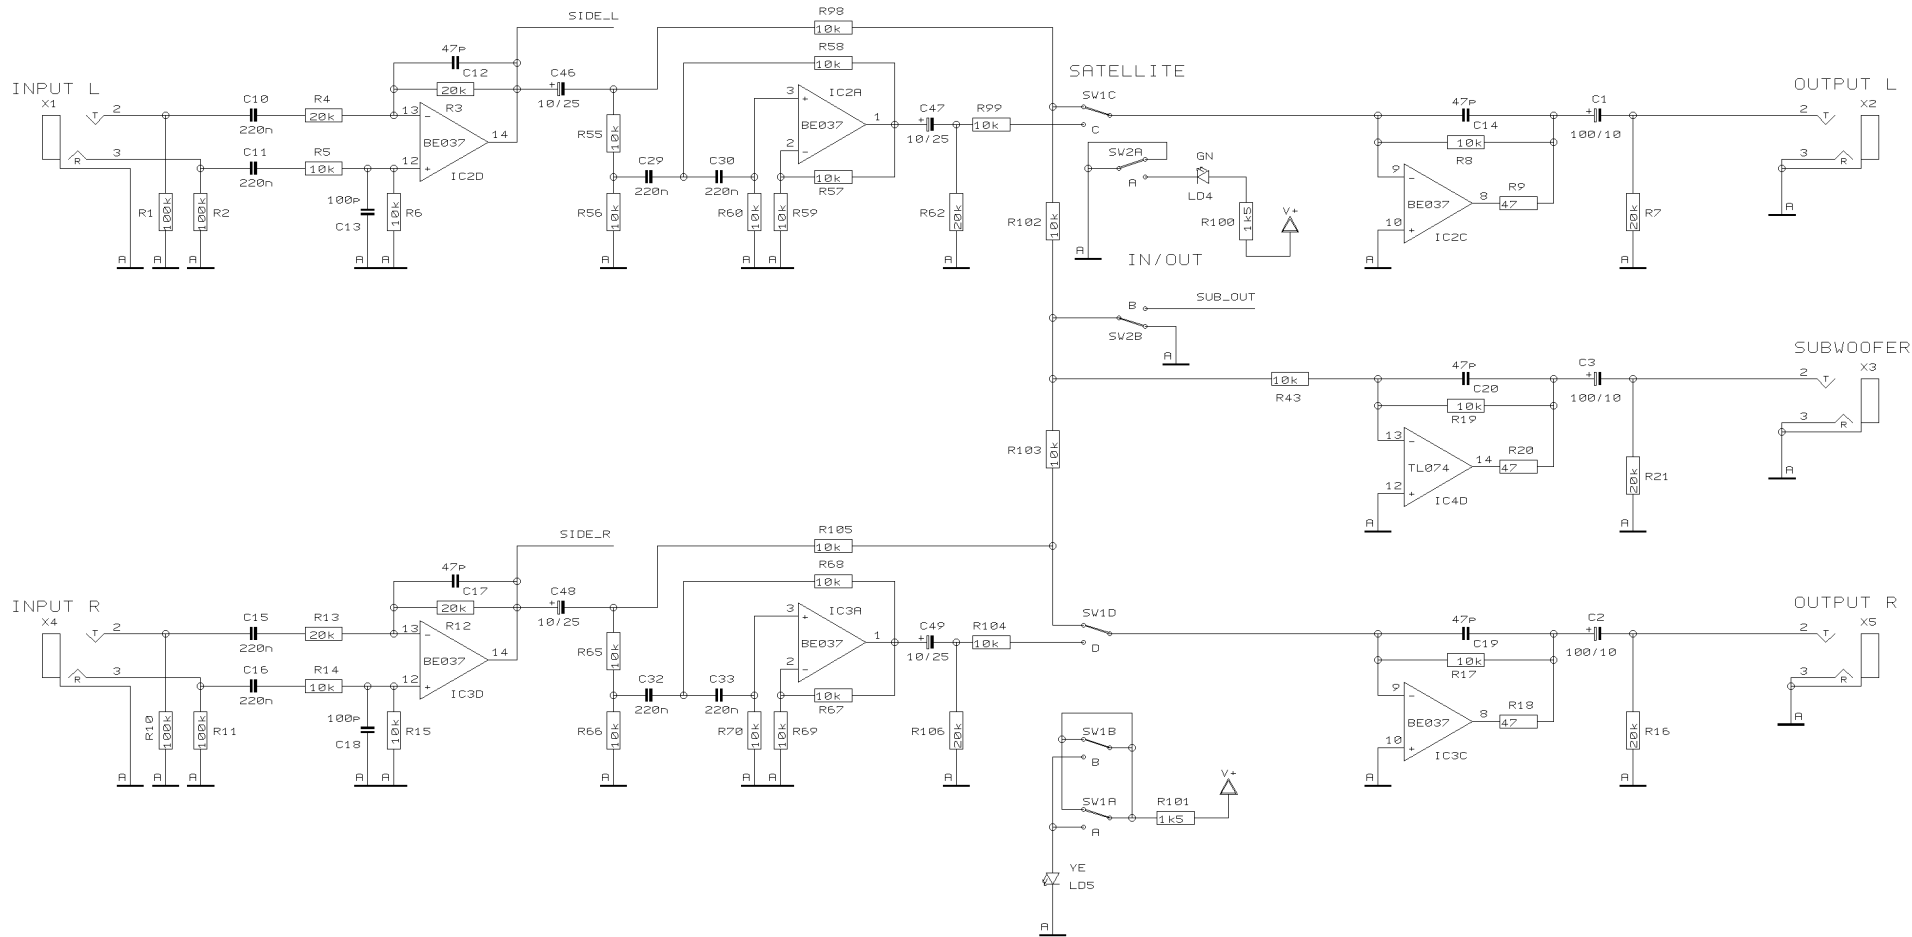 INPUT L
X1
T
2
R
3
A
R1
100k
A
R2
100k
A
C10
220n
R4
20k
C11
220n
R5
10k
100p
C13
A
R6
10k
A
47p
C12
20k
R3
13
-
BE037
14
12
+
IC2D
SIDE_L
C46
+
10/25
R55
10k
R56
10k
A
C29
220n
C30
220n
R98
10k
R58
10k
IC2A
3
+
BE037
1
2
-
10k
R57
R60
10k
A
R59
10k
A
C47
+
10/25
R62
20k
A
R99
10k
SATELLITE
SW1C
C
SW2A
A
A
GN
LD4
R100
1k5
V+
R102
10k
IN/OUT
B
SUB_OUT
SW2B
A
47p
C14
10k
R8
9
-
BE037
8
10
+
IC2C
A
R9
47
C1
+
100/10
R7
20k
A
OUTPUT L
X2
2
T
3
R
A
10k
R43
47p
C20
10k
R19
13
-
TL074
14
12
+
IC4D
A
R20
47
C3
+
100/10
R21
20k
A
SUBWOOFER
X3
2
T
3
R
A
R103
10k
INPUT R
X4
T
2
R
3
A
R10
100k
A
R11
100k
A
C15
220n
R13
20k
C16
220n
R14
10k
100p
C18
A
R15
10k
A
47p
C17
20k
R12
13
-
BE037
14
12
+
IC3D
SIDE_R
C48
+
10/25
R65
10k
R66
10k
A
C32
220n
C33
220n
R105
10k
R68
10k
IC3A
3
+
BE037
1
2
-
10k
R67
R70
10k
A
R69
10k
A
C49
+
10/25
R106
20k
A
R104
10k
SW1D
D
SW1B
B
SW1A
A
R101
1k5
V+
YE
LD5
A
47p
C19
10k
R17
9
-
BE037
8
10
+
IC3C
A
R18
47
C2
+
100/10
R16
20k
A
OUTPUT R
X5
2
T
3
R
A